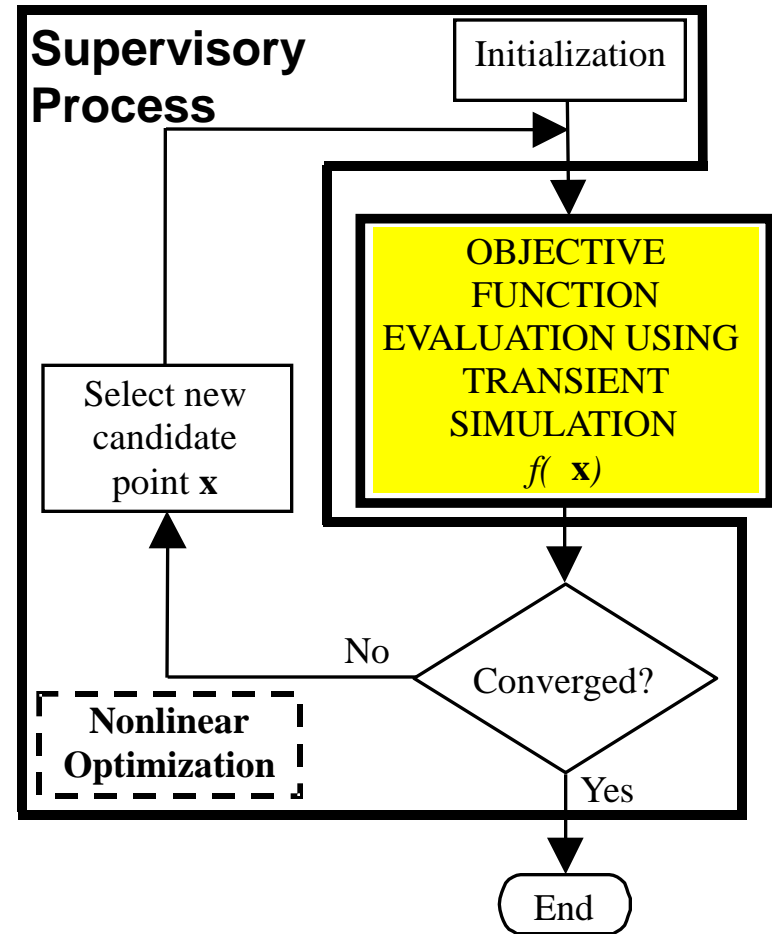 Supervisory
Process
Initialization
OBJECTIVE
FUNCTION
EVALUATION USING
TRANSIENT
SIMULATION
f( x)
Select new
candidate
point x
No
Converged?
Nonlinear
Optimization
Yes
End